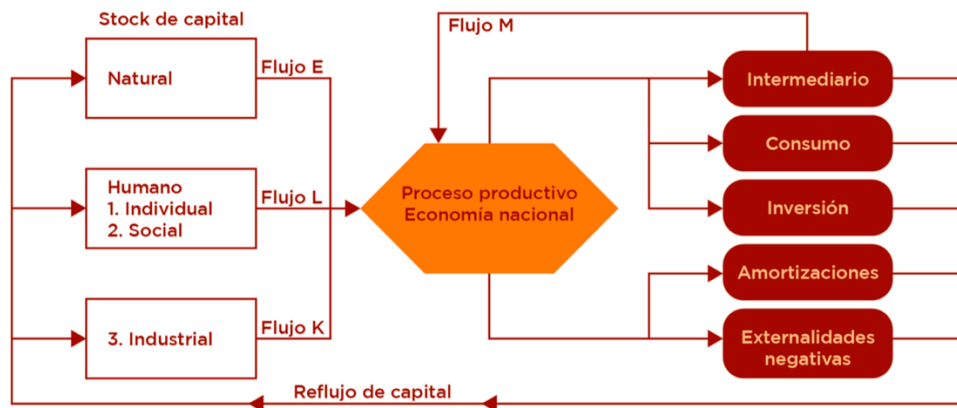 Stock de capital
Natural
Flujo E
Humano
1. Individual
2. Social
Flujo L
3. Industrial
Flujo K
Flujo M
Proceso productivo
Economía nacional
Intermediario
Consumo
Inversión
Amortizaciones
Externalidades
negativas
Reflujo de capital